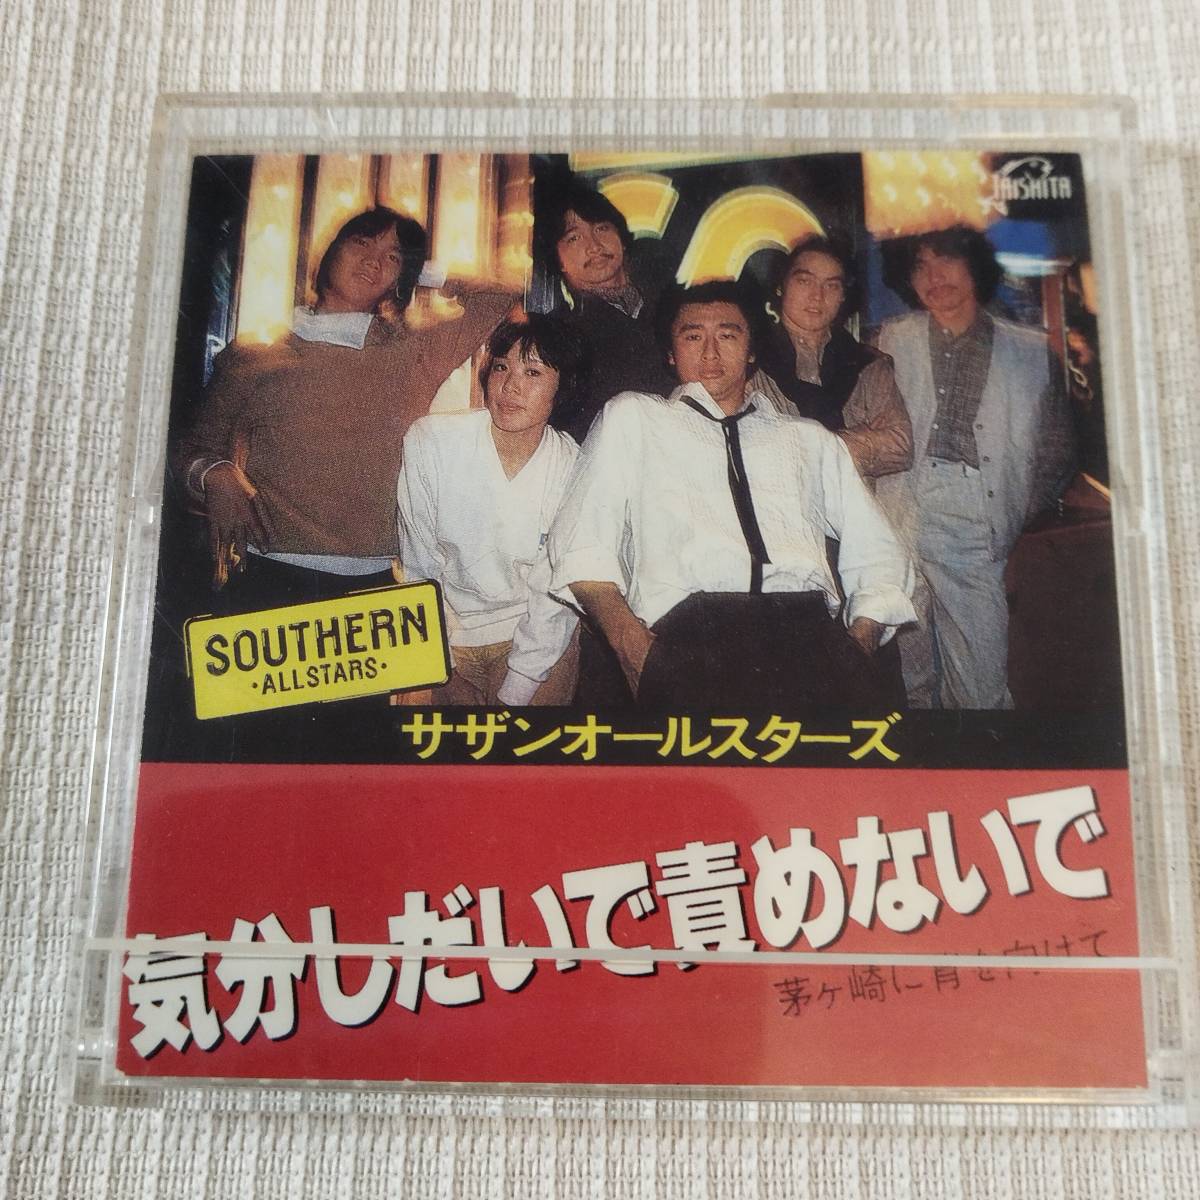 TAISHITA
SOUTHERN
・ALLSTARS・
サザンオールスターズ
気分しだいで責めないで
茅ヶ崎に背を向けて